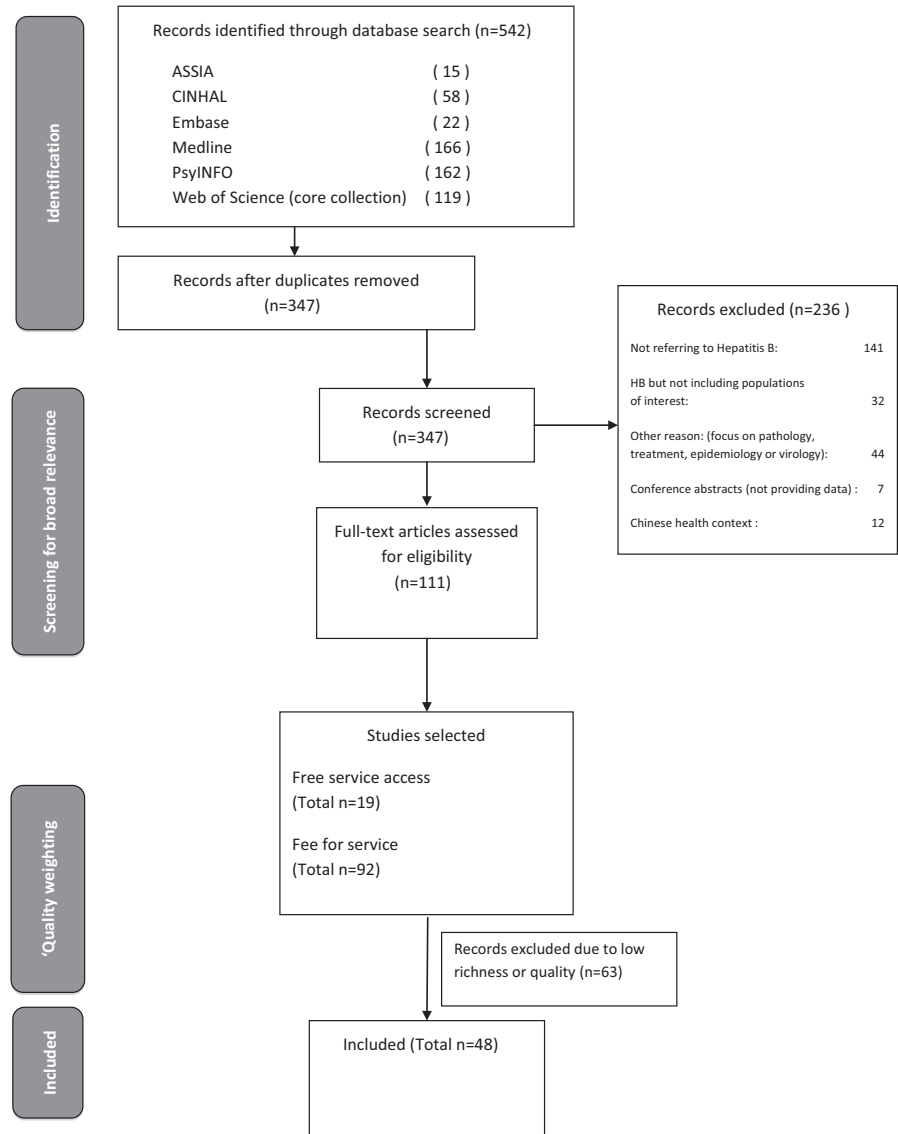 Identification
Records identified through database search (n=542)
ASSIA ( 15 )
CINHAL ( 58 )
Embase ( 22 )
Medline ( 166 )
PsyINFO ( 162 )
Web of Science (core collection) ( 119 )
Records after duplicates removed
(n=347)
Screening for broad relevance
Records screened
(n=347)
Records excluded (n=236 )
Not referring to Hepatitis B: 141
HB but not including populations
of interest: 32
Other reason: (focus on pathology,
treatment, epidemiology or virology): 44
Conference abstracts (not providing data) : 7
Chinese health context : 12
Full-text articles assessed
for eligibility
(n=111)
'Quality weighting
Studies selected
Free service access
(Total n=19)
Fee for service
(Total n=92)
Records excluded due to low
richness or quality (n=63)
Included
Included (Total n=48)